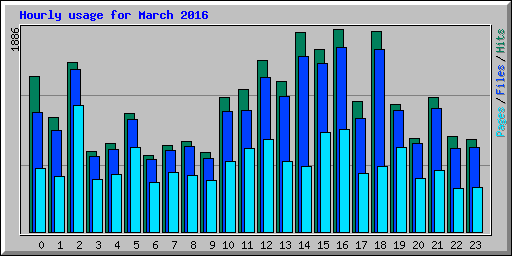 Hourly usage for March 2016
1886
Pages/Files/Hits
0 1 2 3 4 5 6 7 8 9 10 11 12 13 14 15 16 17 18 19 20 21 22 23